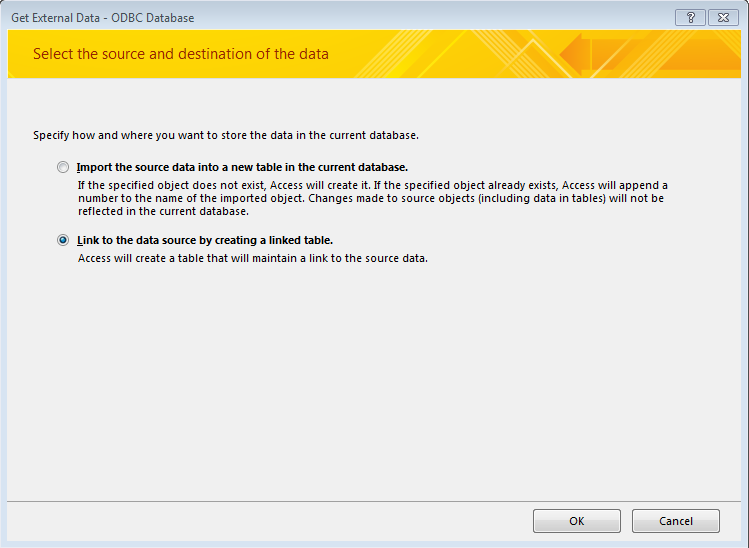 Get External Data - ODBC Database
Select the source and destination of the data
Specify how and where you want to store the data in the current database.
Import the source data into a new table in the current database.
If the specified object does not exist, Access will create it. If the specified object already exists, Access will append a
number to the name of the imported object. Changes made to source objects (including data in tables) will not be
reflected in the current database.
Link to the data source by creating a linked table.
Access will create a table that will maintain a link to the source data.
OK
Cancel